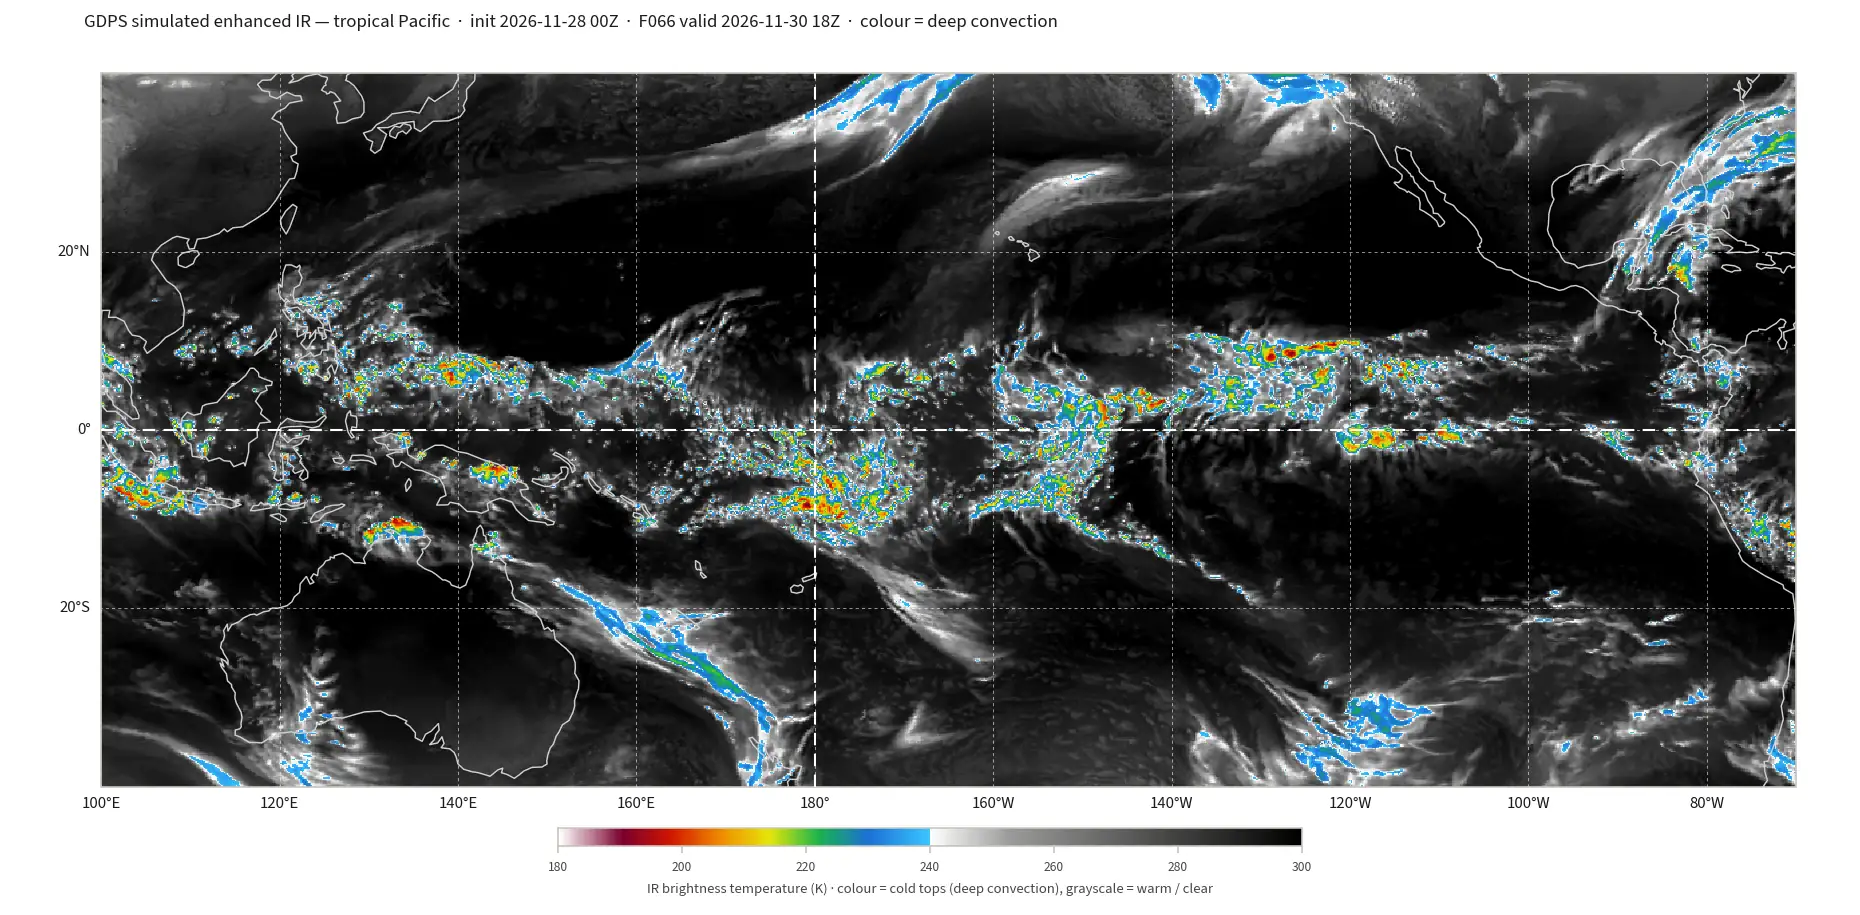 GDPS simulated enhanced IR — tropical Pacific · init 2026-11-28 00Z · F066 valid 2026-11-30 18Z · colour = deep convection
20°N
0°
20°S
100°E 120°E 140°E 160°E 180° 160°W 140°W 120°W 100°W 80°W
180 200 220 240 260 280 300
IR brightness temperature (K) · colour = cold tops (deep convection), grayscale = warm / clear